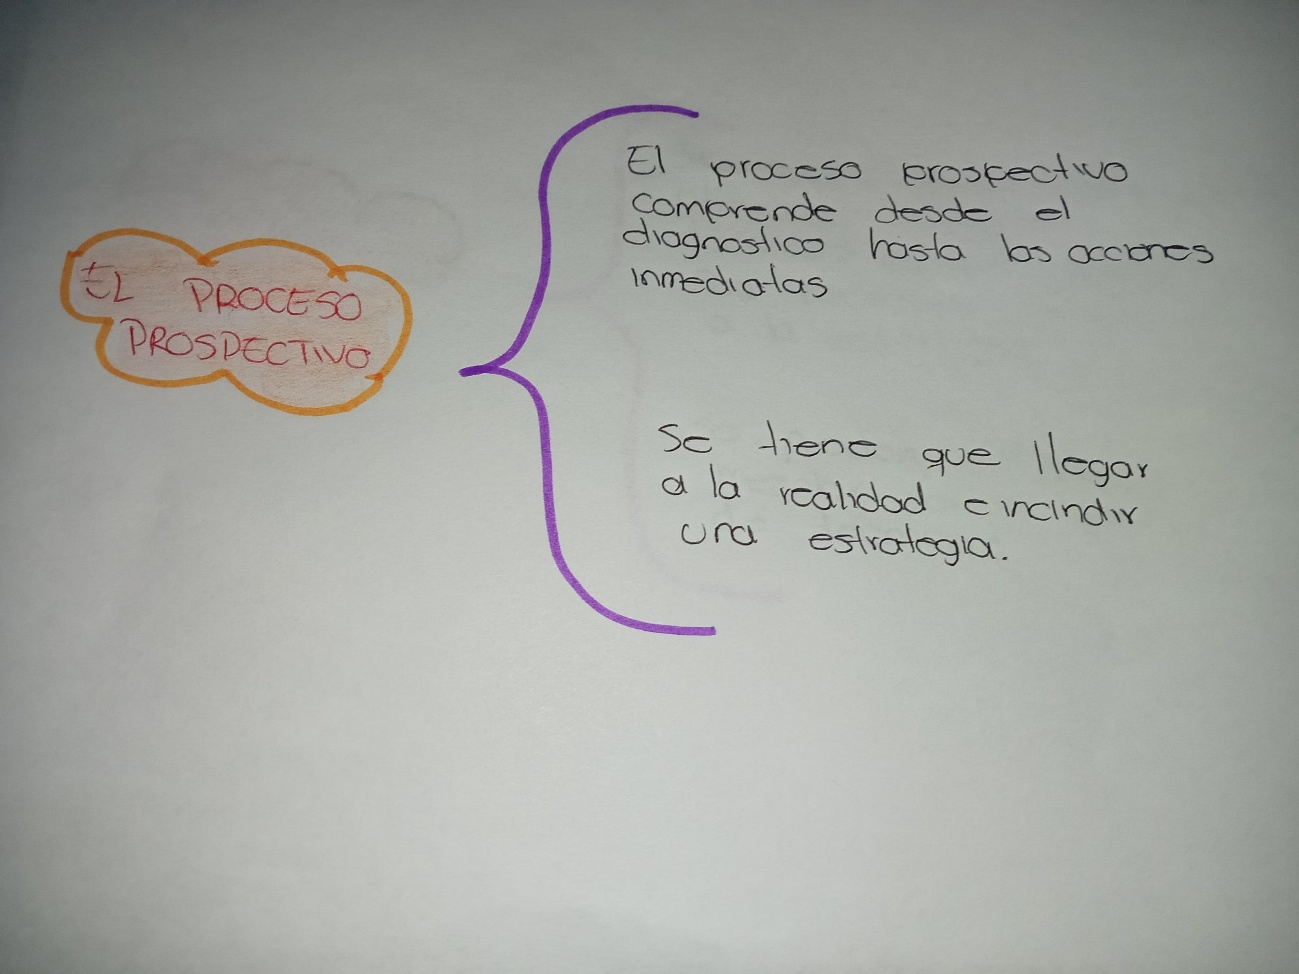 EL PROCESO
PROSPECTIVO
El proceso prospectivo
comprende desde el
diagnostico hasta las acciones
inmediatas
Se tiene que llegar
a la realidad e incindir
una estrategia.